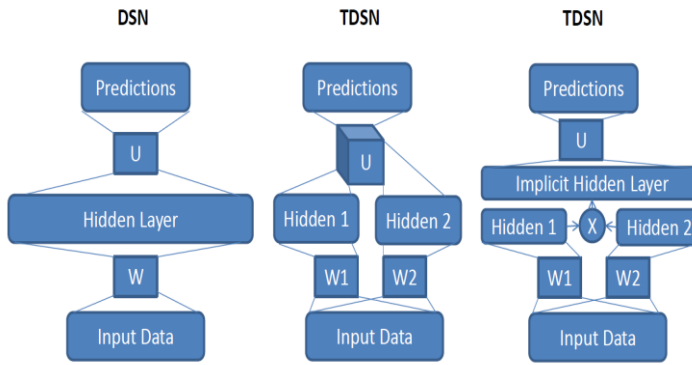 DSN
Predictions
U
Hidden Layer
W
Input Data
TDSN
Predictions
U
Hidden 1 Hidden 2
W1 W2
Input Data
TDSN
Predictions
U
Implicit Hidden Layer
Hidden 1 X Hidden 2
W1 W2
Input Data